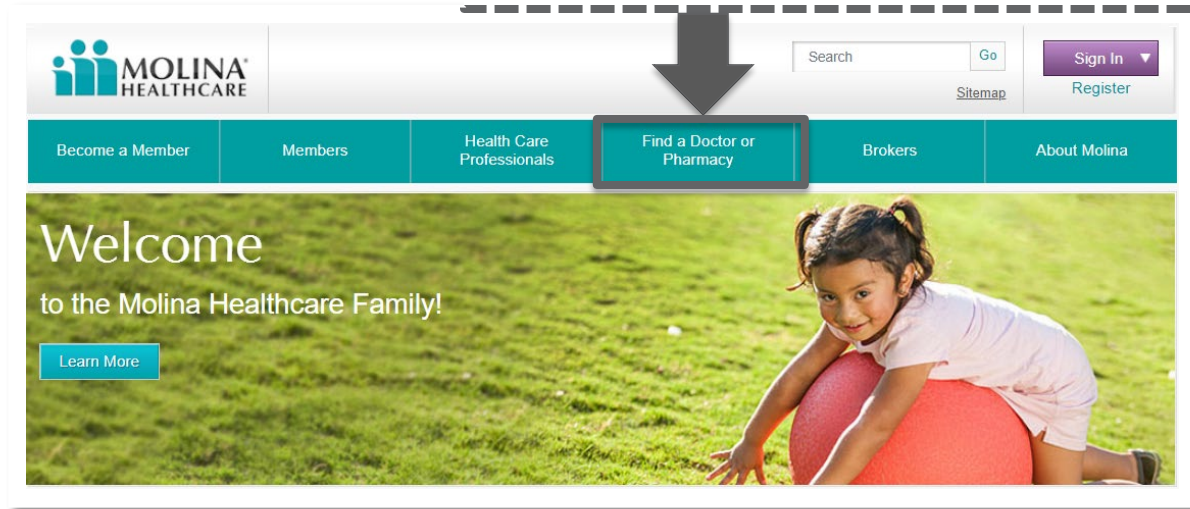 MOLINA®
HEALTHCARE
Search
Go
Sitemap
Sign In ▼
Register
Become a Member
Members
Health Care
Professionals
Find a Doctor or
Pharmacy
Brokers
About Molina
Welcome
to the Molina Healthcare Family!
Learn More